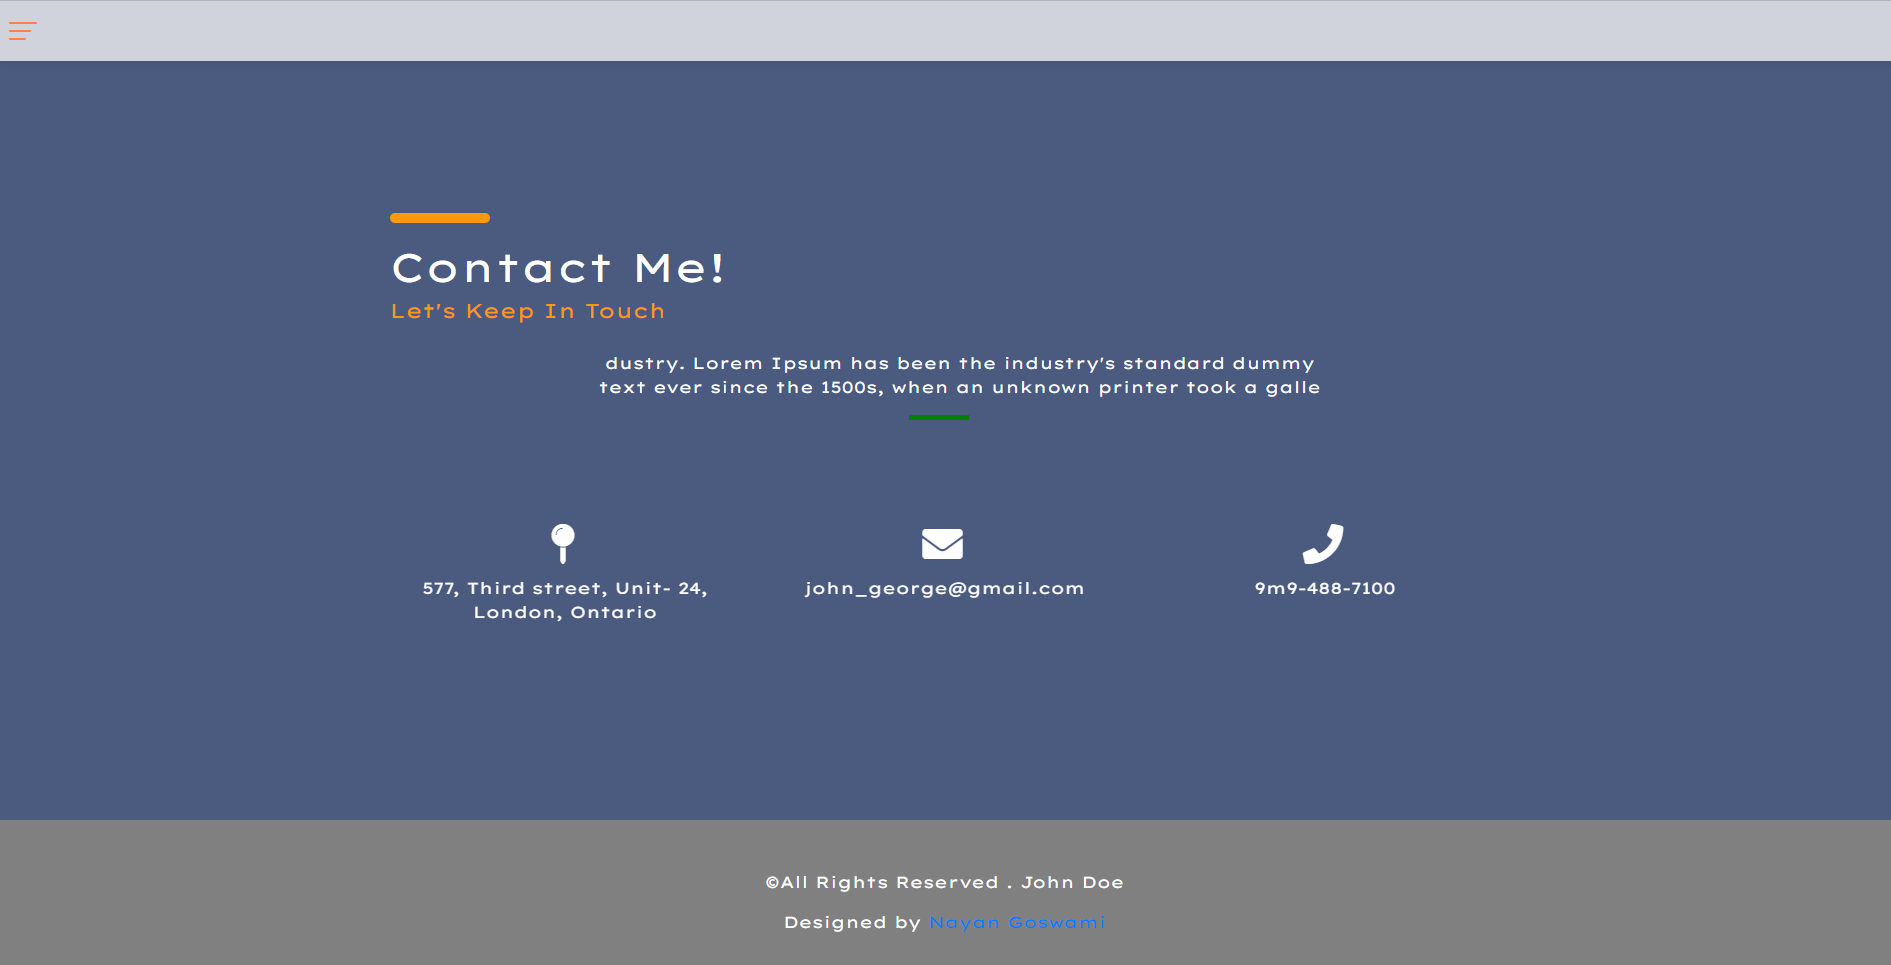 Contact Me!
Let's Keep In Touch
dustry. Lorem Ipsum has been the industry's standard dummy
text ever since the 1500s, when an unknown printer took a galle
577, Third street, Unit- 24,
London, Ontario
john_george@gmail.com
9m9-488-7100
©All Rights Reserved . John Doe
Designed by Nayan Goswami